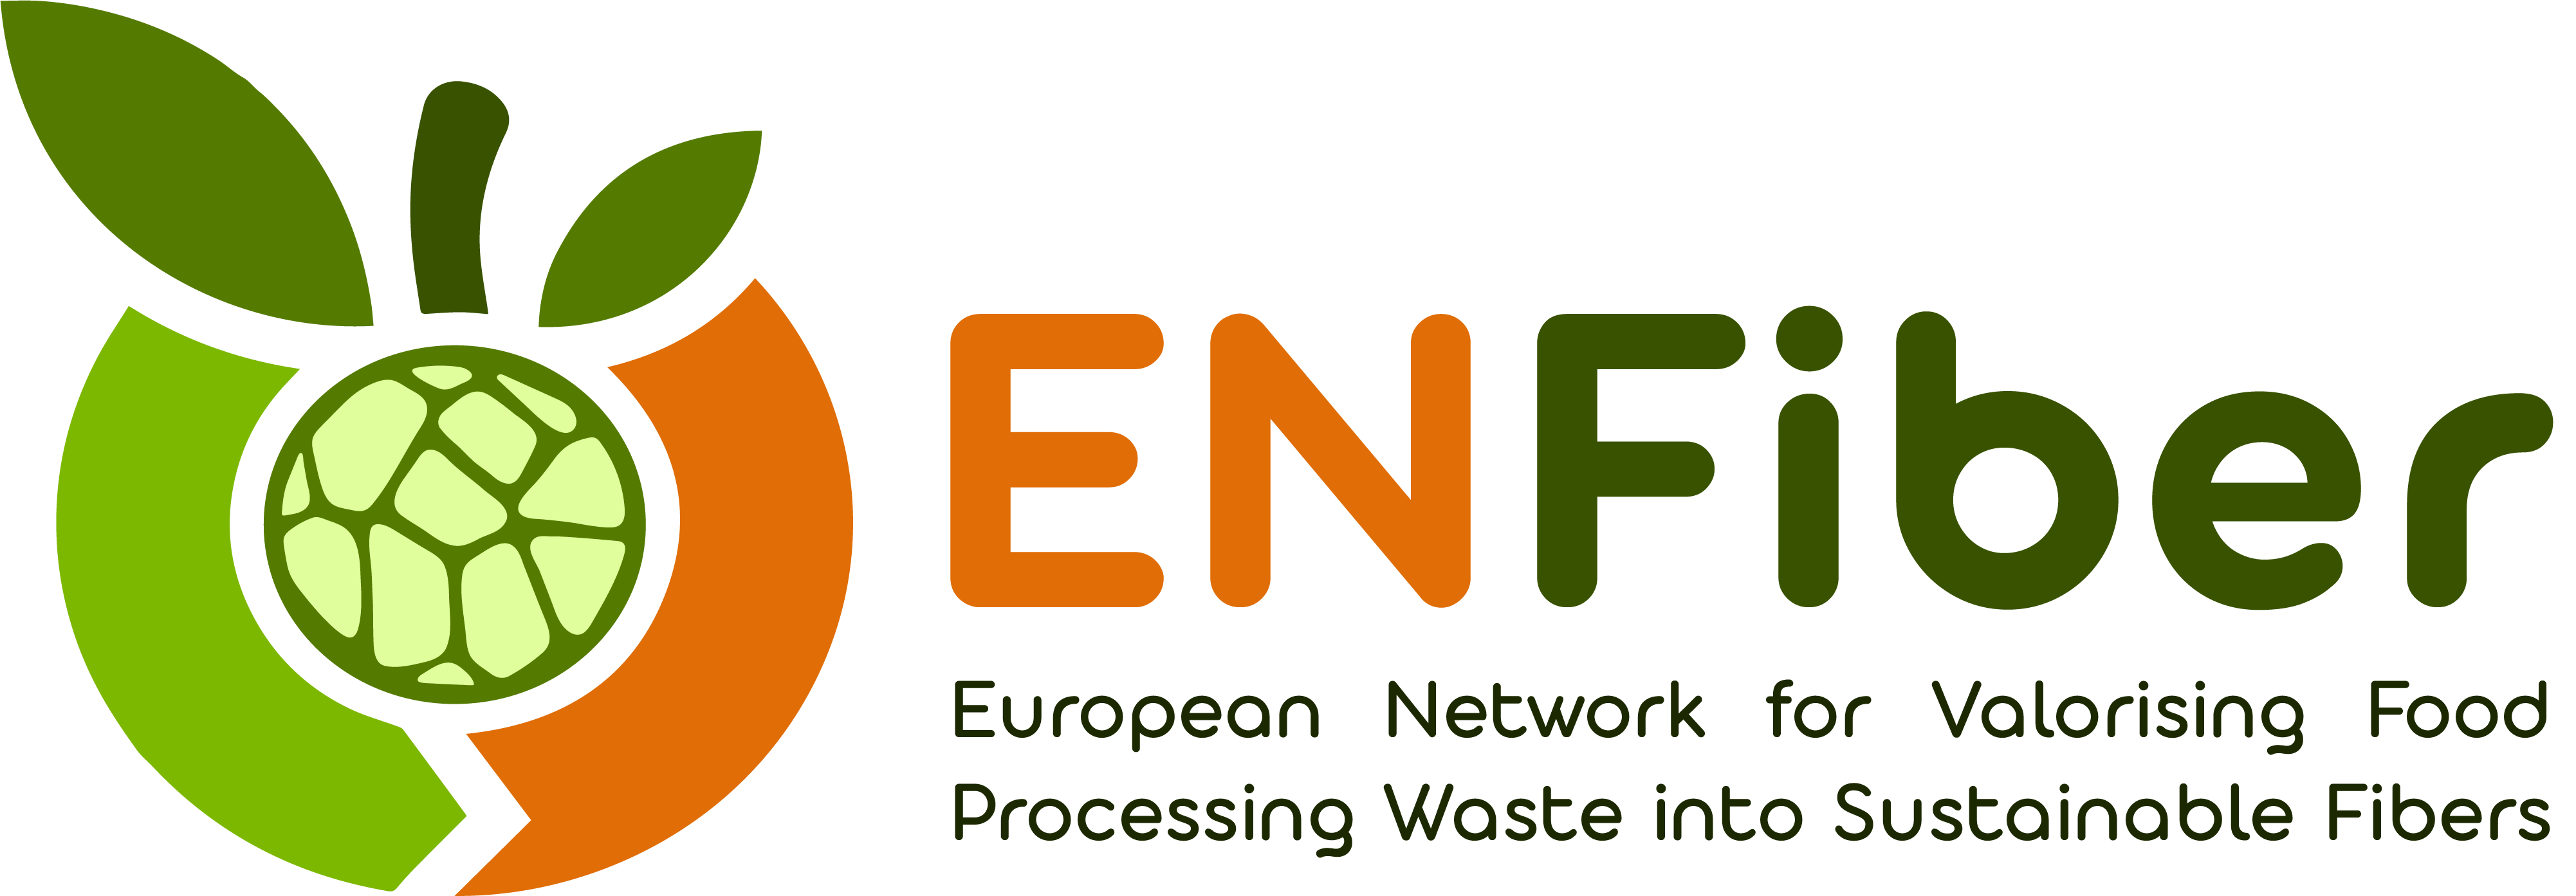 ENFiber
European Network for Valorising Food
Processing Waste into Sustainable Fibers